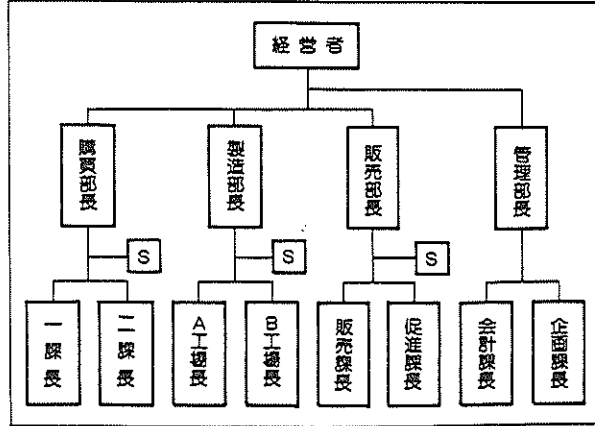 経営者
購買部長
製造部長
販売部長
管理部長
S
S
S
一課長
二課長
A工場長
B工場長
販売課長
促進課長
会計課長
企画課長